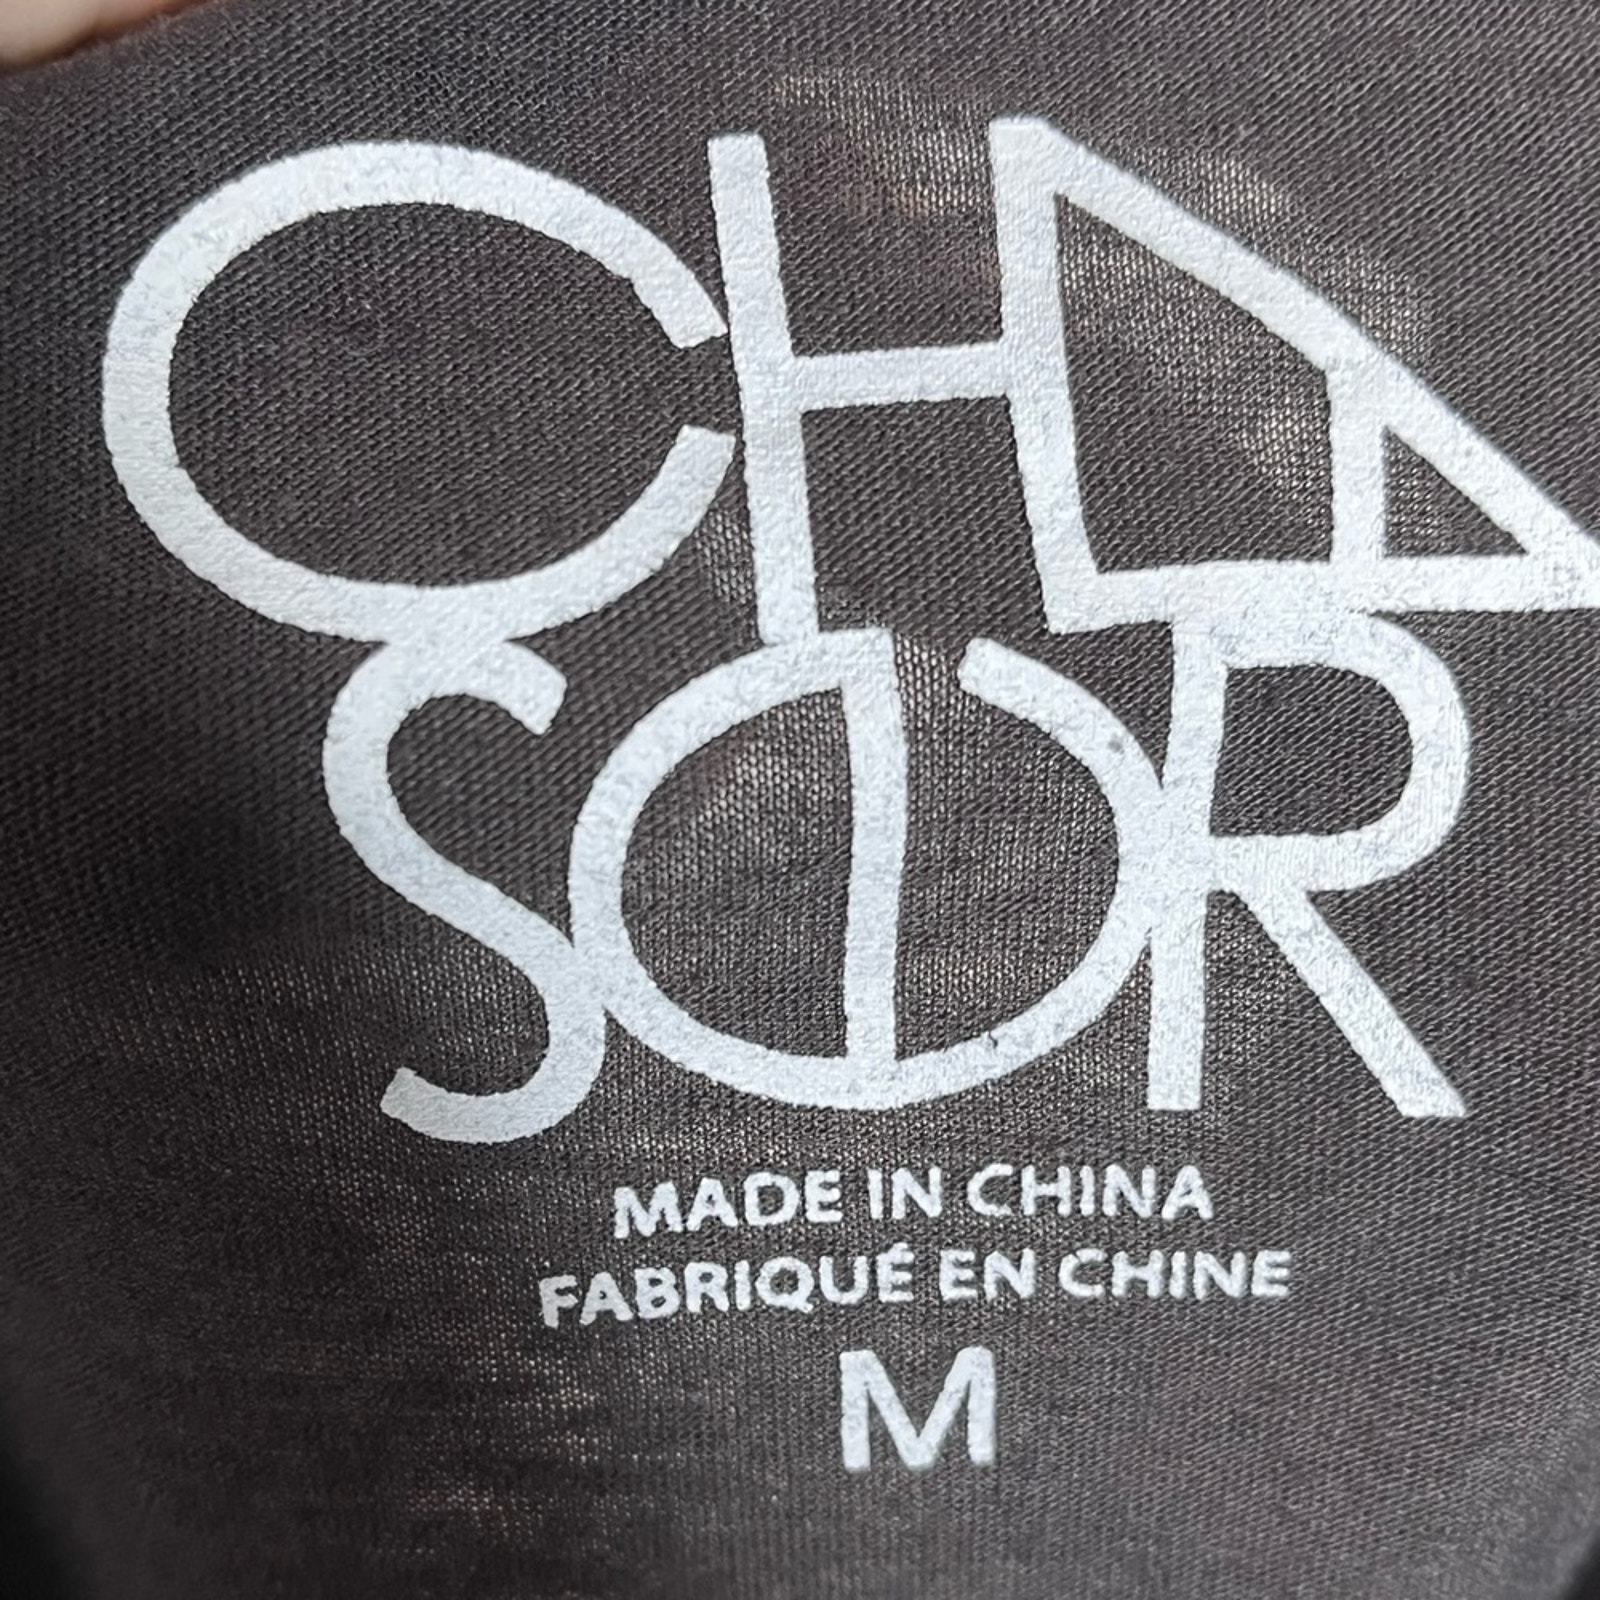 CHA
SER
MADE IN CHINA
FABRIQUÉ EN CHINE
M